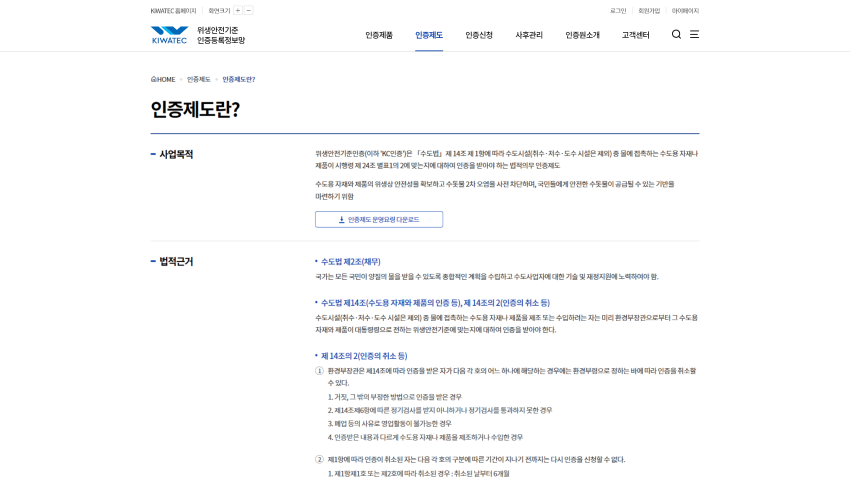 KIWATEC 홈페이지 화면크기 + −
로그인 회원가입 마이페이지
KIWATEC
위생안전기준
인증등록정보망
인증제품 인증제도 인증신청 사후관리 인증원소개 고객센터
HOME 인증제도 인증제도란?
인증제도란?
사업목적
위생안전기준인증(이하 'KC인증')은 「수도법」 제 14조 제 1항에 따라 수도시설(취수·저수·도수 시설은 제외) 중 물에 접촉하는 수도용 자재나
제품이 시행령 제 24조 별표1의 2에 맞는지에 대하여 인증을 받아야 하는 법적의무 인증제도
수도용 자재와 제품의 위생상 안전성을 확보하고 수돗물 2차 오염을 사전 차단하며, 국민들에게 안전한 수돗물이 공급될 수 있는 기반을
마련하기 위함
인증제도 운영요령 다운로드
법적근거
수도법 제2조(책무)
국가는 모든 국민이 양질의 물을 받을 수 있도록 종합적인 계획을 수립하고 수도사업자에 대한 기술 및 재정지원에 노력하여야 함.
수도법 제14조(수도용 자재와 제품의 인증 등), 제 14조의 2(인증의 취소 등)
수도시설(취수·저수·도수 시설은 제외) 중 물에 접촉하는 수도용 자재나 제품을 제조 또는 수입하려는 자는 미리 환경부장관으로부터 그 수도용
자재와 제품이 대통령령으로 정하는 위생안전기준에 맞는지에 대하여 인증을 받아야 한다.
제 14조의 2(인증의 취소 등)
① 환경부장관은 제14조에 따라 인증을 받은 자가 다음 각 호의 어느 하나에 해당하는 경우에는 환경부령으로 정하는 바에 따라 인증을 취소할
수 있다.
1. 거짓, 그 밖의 부정한 방법으로 인증을 받은 경우
2. 제14조제6항에 따른 정기검사를 받지 아니하거나 정기검사를 통과하지 못한 경우
3. 폐업 등의 사유로 영업활동이 불가능한 경우
4. 인증받은 내용과 다르게 수도용 자재나 제품을 제조하거나 수입한 경우
② 제1항에 따라 인증이 취소된 자는 다음 각 호의 구분에 따른 기간이 지나기 전까지는 다시 인증을 신청할 수 없다.
1. 제1항제1호 또는 제2호에 따라 취소된 경우 : 취소된 날부터 6개월